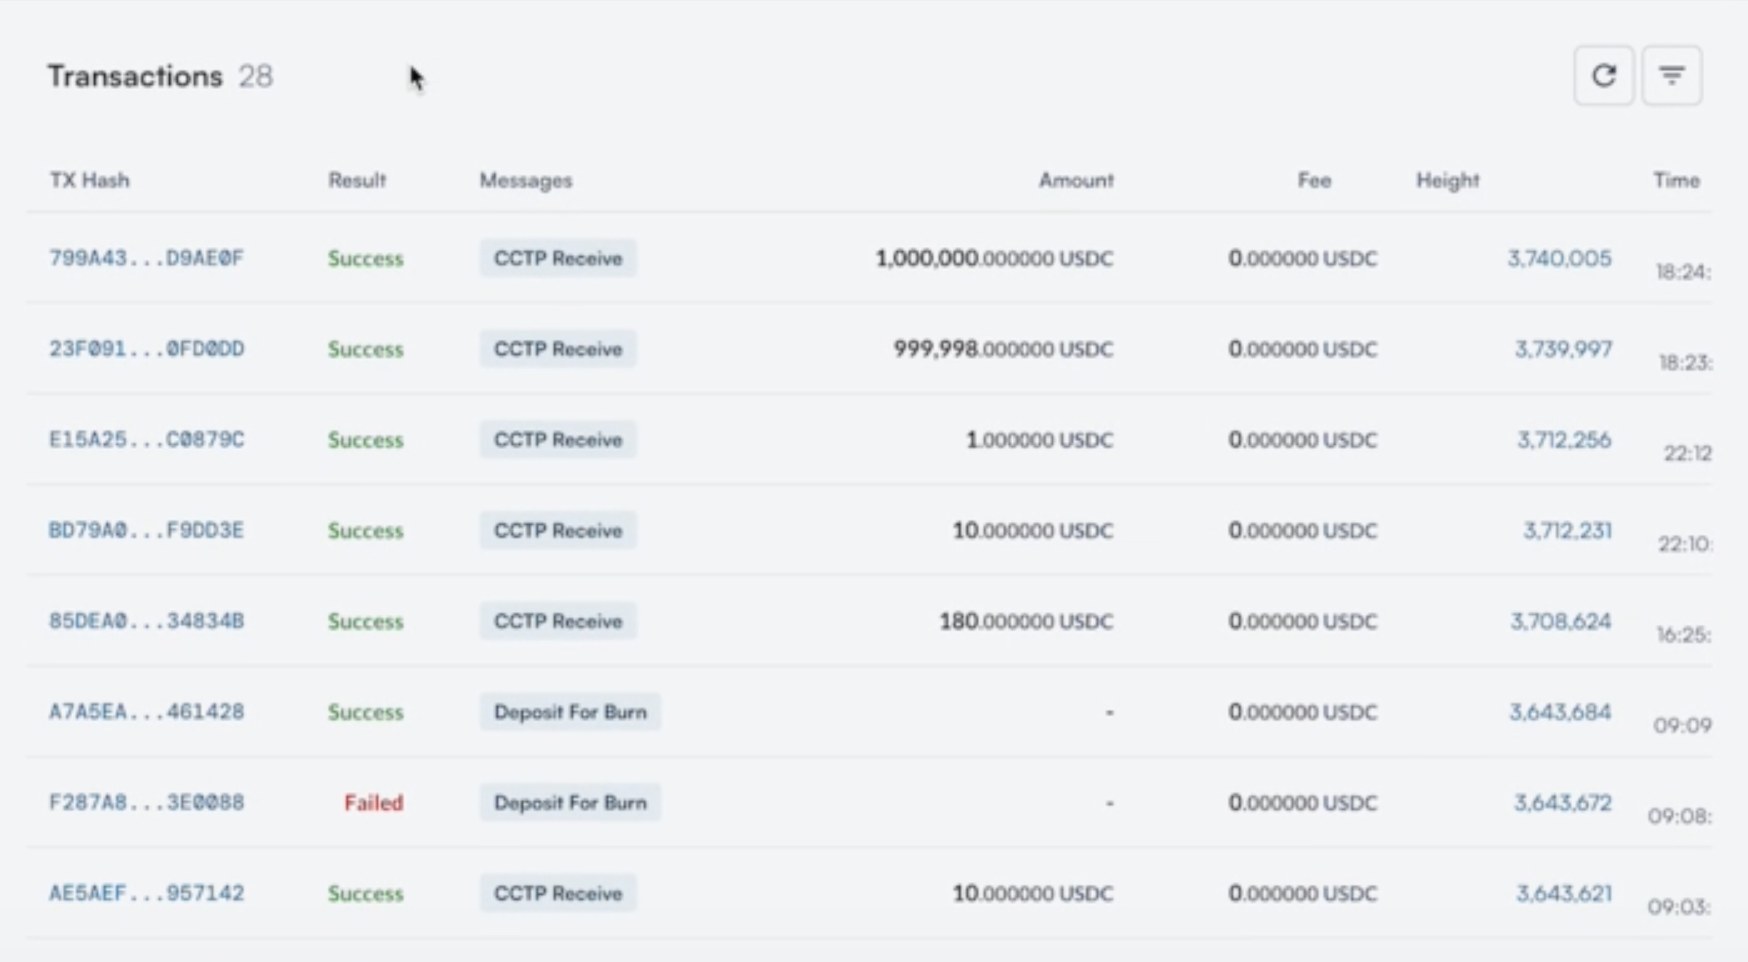 Transactions 28
TX Hash Result Messages Amount Fee Height Time
799A43...D9AE0F Success CCTP Receive 1,000,000.000000 USDC 0.000000 USDC 3,740,005 18:24:
23F091...0FD0DD Success CCTP Receive 999,998.000000 USDC 0.000000 USDC 3,739,997 18:23:
E15A25...C0879C Success CCTP Receive 1.000000 USDC 0.000000 USDC 3,712,256 22:12
BD79A0...F9DD3E Success CCTP Receive 10.000000 USDC 0.000000 USDC 3,712,231 22:10:
85DEA0...34834B Success CCTP Receive 180.000000 USDC 0.000000 USDC 3,708,624 16:25:
A7A5EA...461428 Success Deposit For Burn - 0.000000 USDC 3,643,684 09:09
F287A8...3E0088 Failed Deposit For Burn - 0.000000 USDC 3,643,672 09:08:
AE5AEF...957142 Success CCTP Receive 10.000000 USDC 0.000000 USDC 3,643,621 09:03: